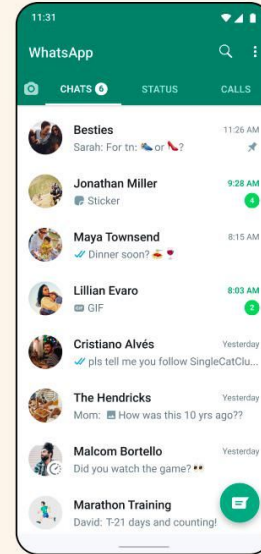 11:31
WhatsApp
CHATS 6 STATUS CALLS
Besties 11:26 AM
Sarah: For tn: 👟 or 👠?
Jonathan Miller 9:28 AM
Sticker 4
Maya Townsend 8:15 AM
Dinner soon? 🍝 🍷
Lillian Evaro 8:03 AM
GIF GIF 2
Cristiano Alvés Yesterday
pls tell me you follow SingleCatClu...
The Hendricks Yesterday
Mom: How was this 10 yrs ago??
Malcom Bortello Yesterday
Did you watch the game? 👀
Marathon Training
David: T-21 days and counting!